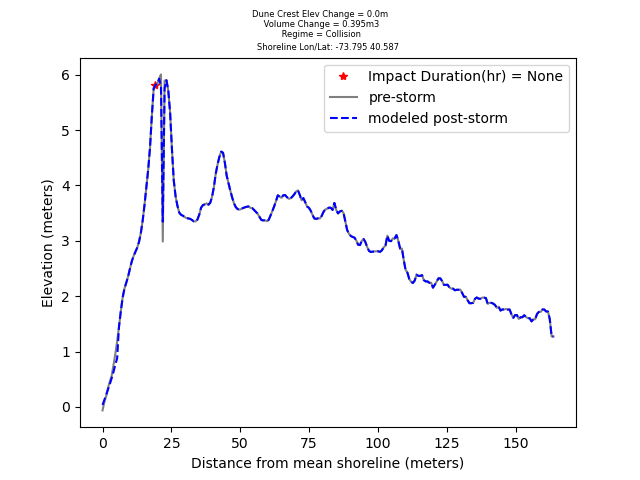 Dune Crest Elev Change = 0.0m
Volume Change = 0.395m3
Regime = Collision
Shoreline Lon/Lat: -73.795 40.587
Impact Duration(hr) = None
pre-storm
modeled post-storm
Elevation (meters)
6
5
4
3
2
1
0
0 25 50 75 100 125 150
Distance from mean shoreline (meters)